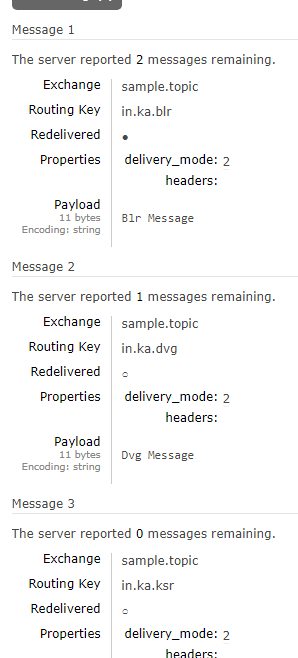 Message 1
The server reported 2 messages remaining.
Exchange sample.topic
Routing Key in.ka.blr
Redelivered ●
Properties delivery_mode: 2
headers:
Payload
11 bytes
Encoding: string
Blr Message
Message 2
The server reported 1 messages remaining.
Exchange sample.topic
Routing Key in.ka.dvg
Redelivered ○
Properties delivery_mode: 2
headers:
Payload
11 bytes
Encoding: string
Dvg Message
Message 3
The server reported 0 messages remaining.
Exchange sample.topic
Routing Key in.ka.ksr
Redelivered ○
Properties delivery_mode: 2
headers: